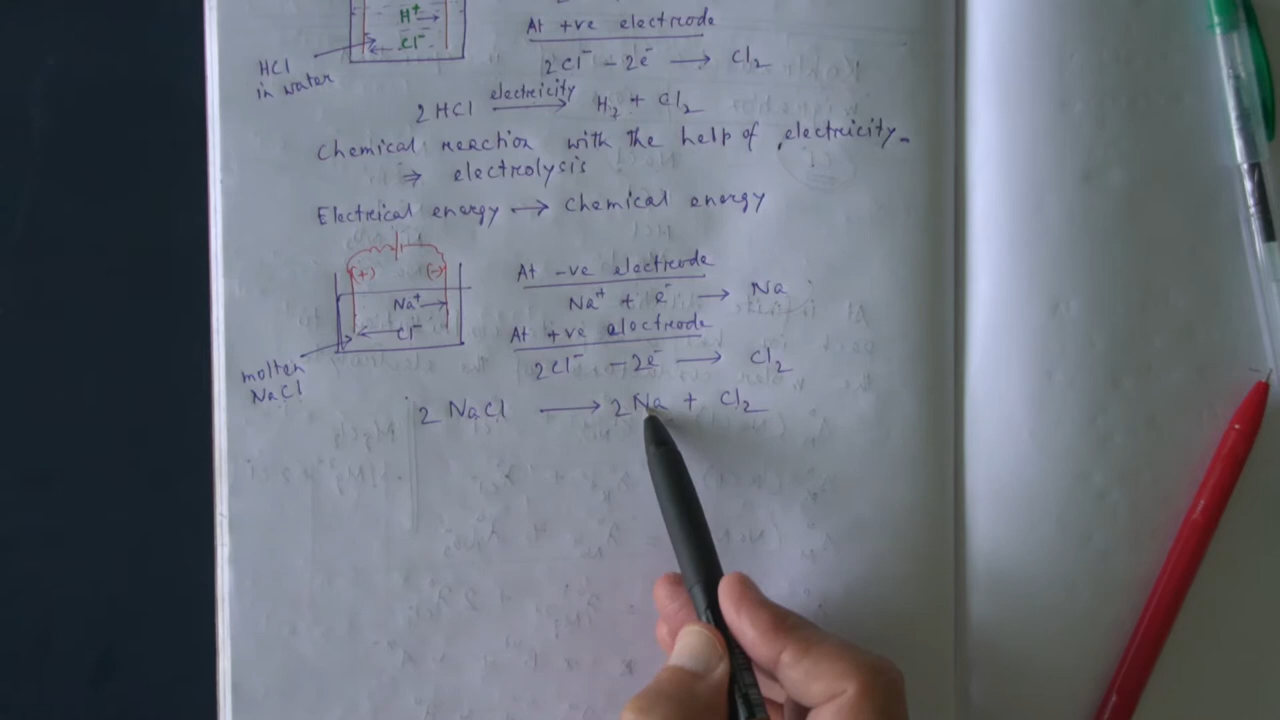 H⁺
Cl⁻
HCl
in water
At +ve electrode
2Cl⁻ - 2e⁻ → Cl₂
2HCl electricity → H₂ + Cl₂
Chemical reaction with the help of electricity.
⇒ electrolysis
Electrical energy → Chemical energy
(+) (-)
Na⁺ →
← Cl⁻
molten
NaCl
At -ve electrode
Na⁺ + e⁻ → Na
At +ve eloctrode
2Cl⁻ - 2e⁻ → Cl₂
2 NaCl → 2Na + Cl₂